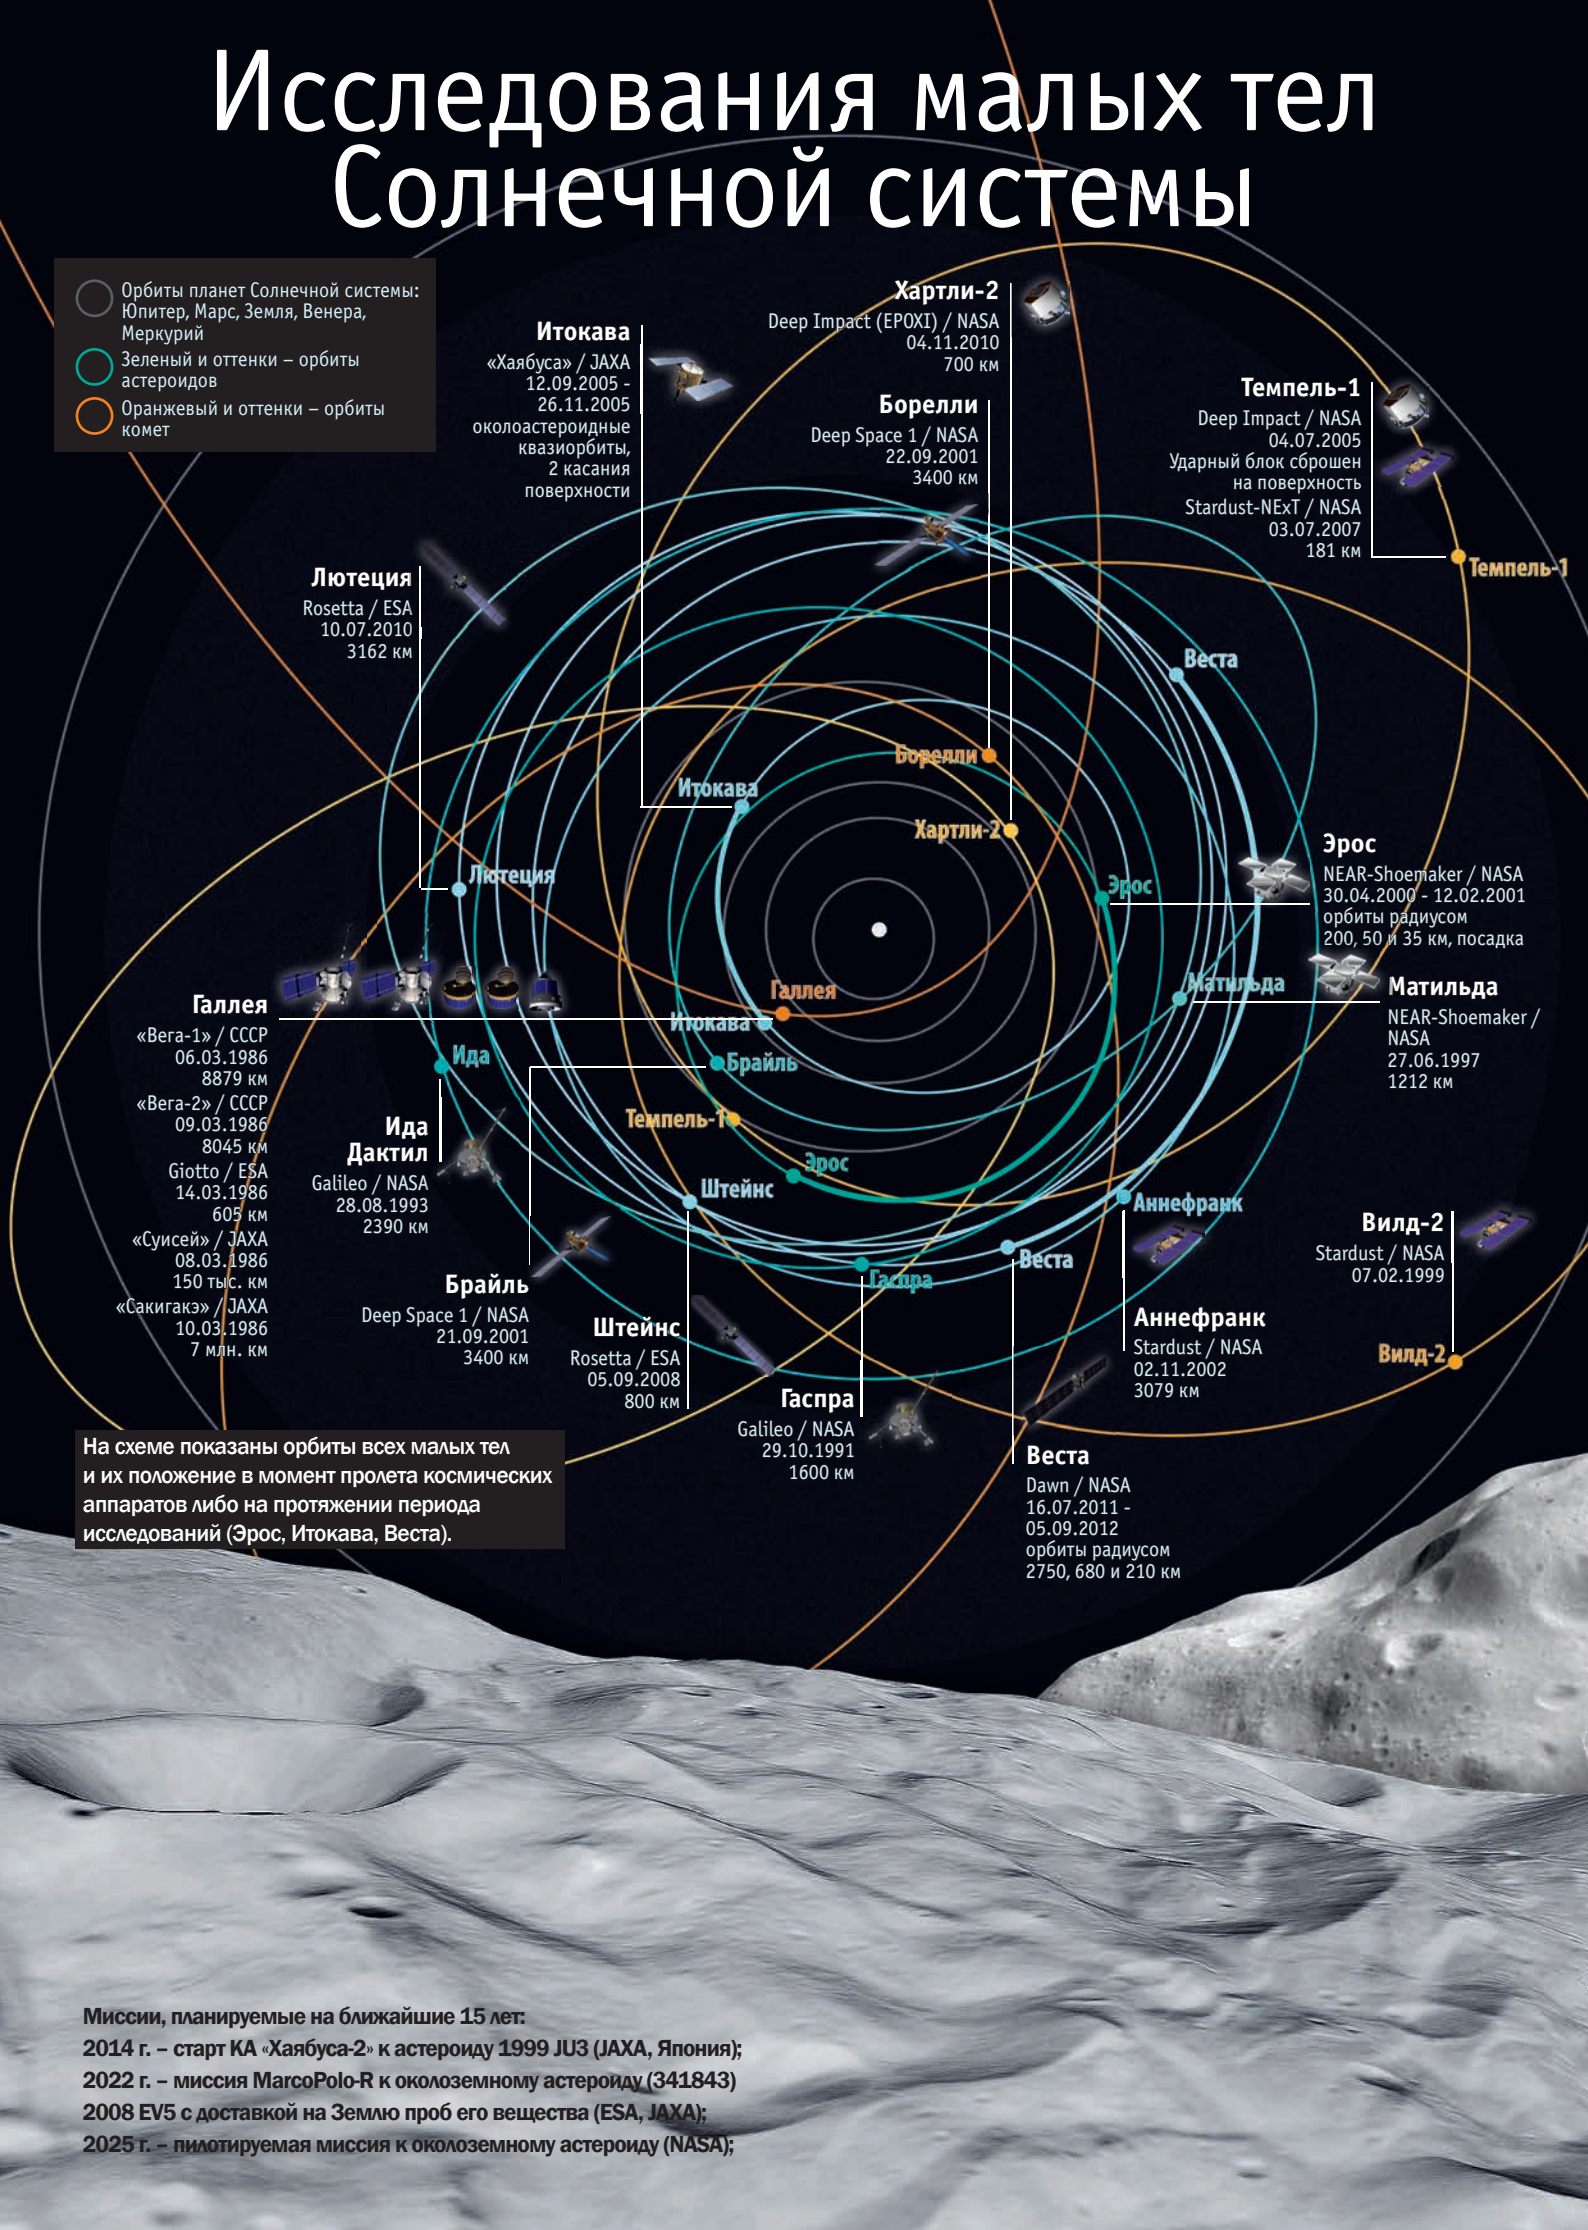 Исследования малых тел
Солнечной системы
Орбиты планет Солнечной системы:
Юпитер, Марс, Земля, Венера,
Меркурий
Зеленый и оттенки – орбиты
астероидов
Оранжевый и оттенки – орбиты
комет
Хартли-2
Deep Impact (EPOXI) / NASA
04.11.2010
700 км
Итокава
«Хаябуса» / JAXA
12.09.2005 -
26.11.2005
околоастероидные
квазиорбиты,
2 касания
поверхности
Борелли
Deep Space 1 / NASA
22.09.2001
3400 км
Темпель-1
Deep Impact / NASA
04.07.2005
Ударный блок сброшен
на поверхность
Stardust-NExT / NASA
03.07.2007
181 км
Темпель-1
Лютеция
Rosetta / ESA
10.07.2010
3162 км
Веста
Борелли
Итокава
Хартли-2
Лютеция
Эрос
Эрос
NEAR-Shoemaker / NASA
30.04.2000 - 12.02.2001
орбиты радиусом
200, 50 и 35 км, посадка
Матильда
Матильда
NEAR-Shoemaker /
NASA
27.06.1997
1212 км
Галлея
Итокава
Галлея
«Вега-1» / СССР
06.03.1986
8879 км
«Вега-2» / СССР
09.03.1986
8045 км
Giotto / ESA
14.03.1986
605 км
«Суисей» / JAXA
08.03.1986
150 тыс. км
«Сакигакэ» / JAXA
10.03.1986
7 млн. км
Ида
Брайль
Темпель-1
Эрос
Ида
Дактил
Galileo / NASA
28.08.1993
2390 км
Штейнс
Аннефранк
Веста
Гаспра
Брайль
Deep Space 1 / NASA
21.09.2001
3400 км
Штейнс
Rosetta / ESA
05.09.2008
800 км
Гаспра
Galileo / NASA
29.10.1991
1600 км
Аннефранк
Stardust / NASA
02.11.2002
3079 км
Вилд-2
Stardust / NASA
07.02.1999
Вилд-2
Веста
Dawn / NASA
16.07.2011 -
05.09.2012
орбиты радиусом
2750, 680 и 210 км
На схеме показаны орбиты всех малых тел
и их положение в момент пролета космических
аппаратов либо на протяжении периода
исследований (Эрос, Итокава, Веста).
Миссии, планируемые на ближайшие 15 лет:
2014 г. – старт КА «Хаябуса-2» к астероиду 1999 JU3 (JAXA, Япония);
2022 г. – миссия MarcoPolo-R к околоземному астероиду (341843)
2008 EV5 с доставкой на Землю проб его вещества (ESA, JAXA);
2025 г. – пилотируемая миссия к околоземному астероиду (NASA);